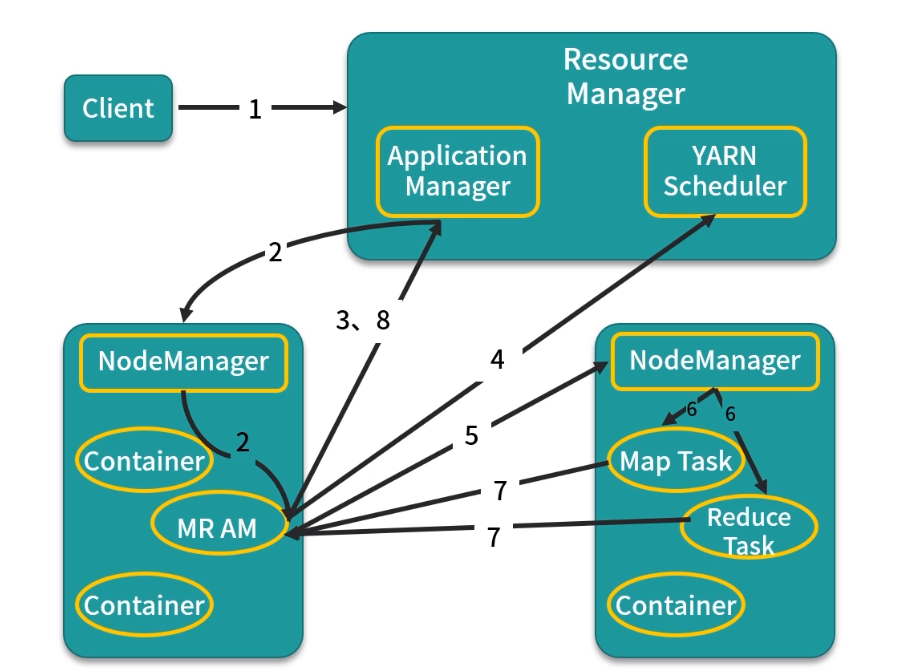 Resource
Manager
Client
1
Application
Manager
YARN
Scheduler
2
3、8
4
NodeManager
NodeManager
6
6
5
2
Container
Map Task
7
MR AM
Reduce
Task
7
Container
Container